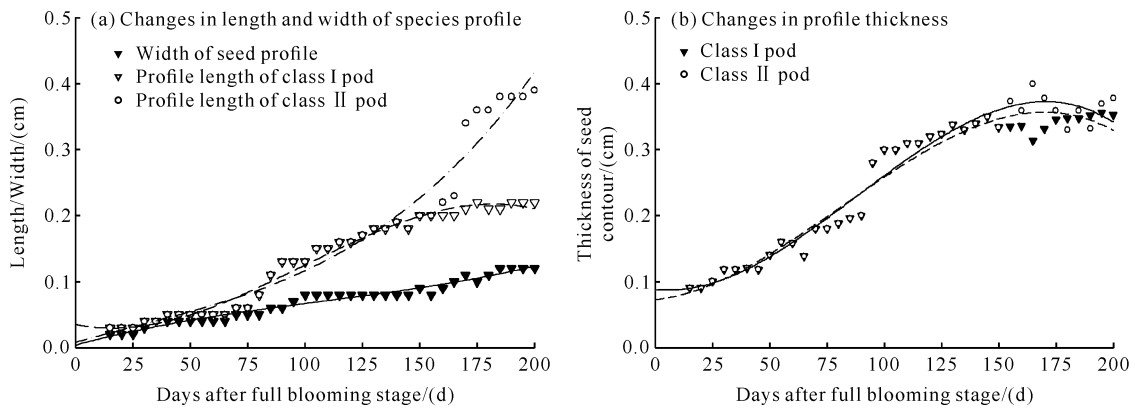 (a) Changes in length and width of species profile
Width of seed profile
Profile length of class I pod
Profile length of class Ⅱ pod
Length/Width/(cm)
0.5
0.4
0.3
0.2
0.1
0.0
0 25 50 75 100 125 150 175 200
Days after full blooming stage/(d)
(b) Changes in profile thickness
Class I pod
Class Ⅱ pod
Thickness of seed
contour/(cm)
0.5
0.4
0.3
0.2
0.1
0.0
0 25 50 75 100 125 150 175 200
Days after full blooming stage/(d)